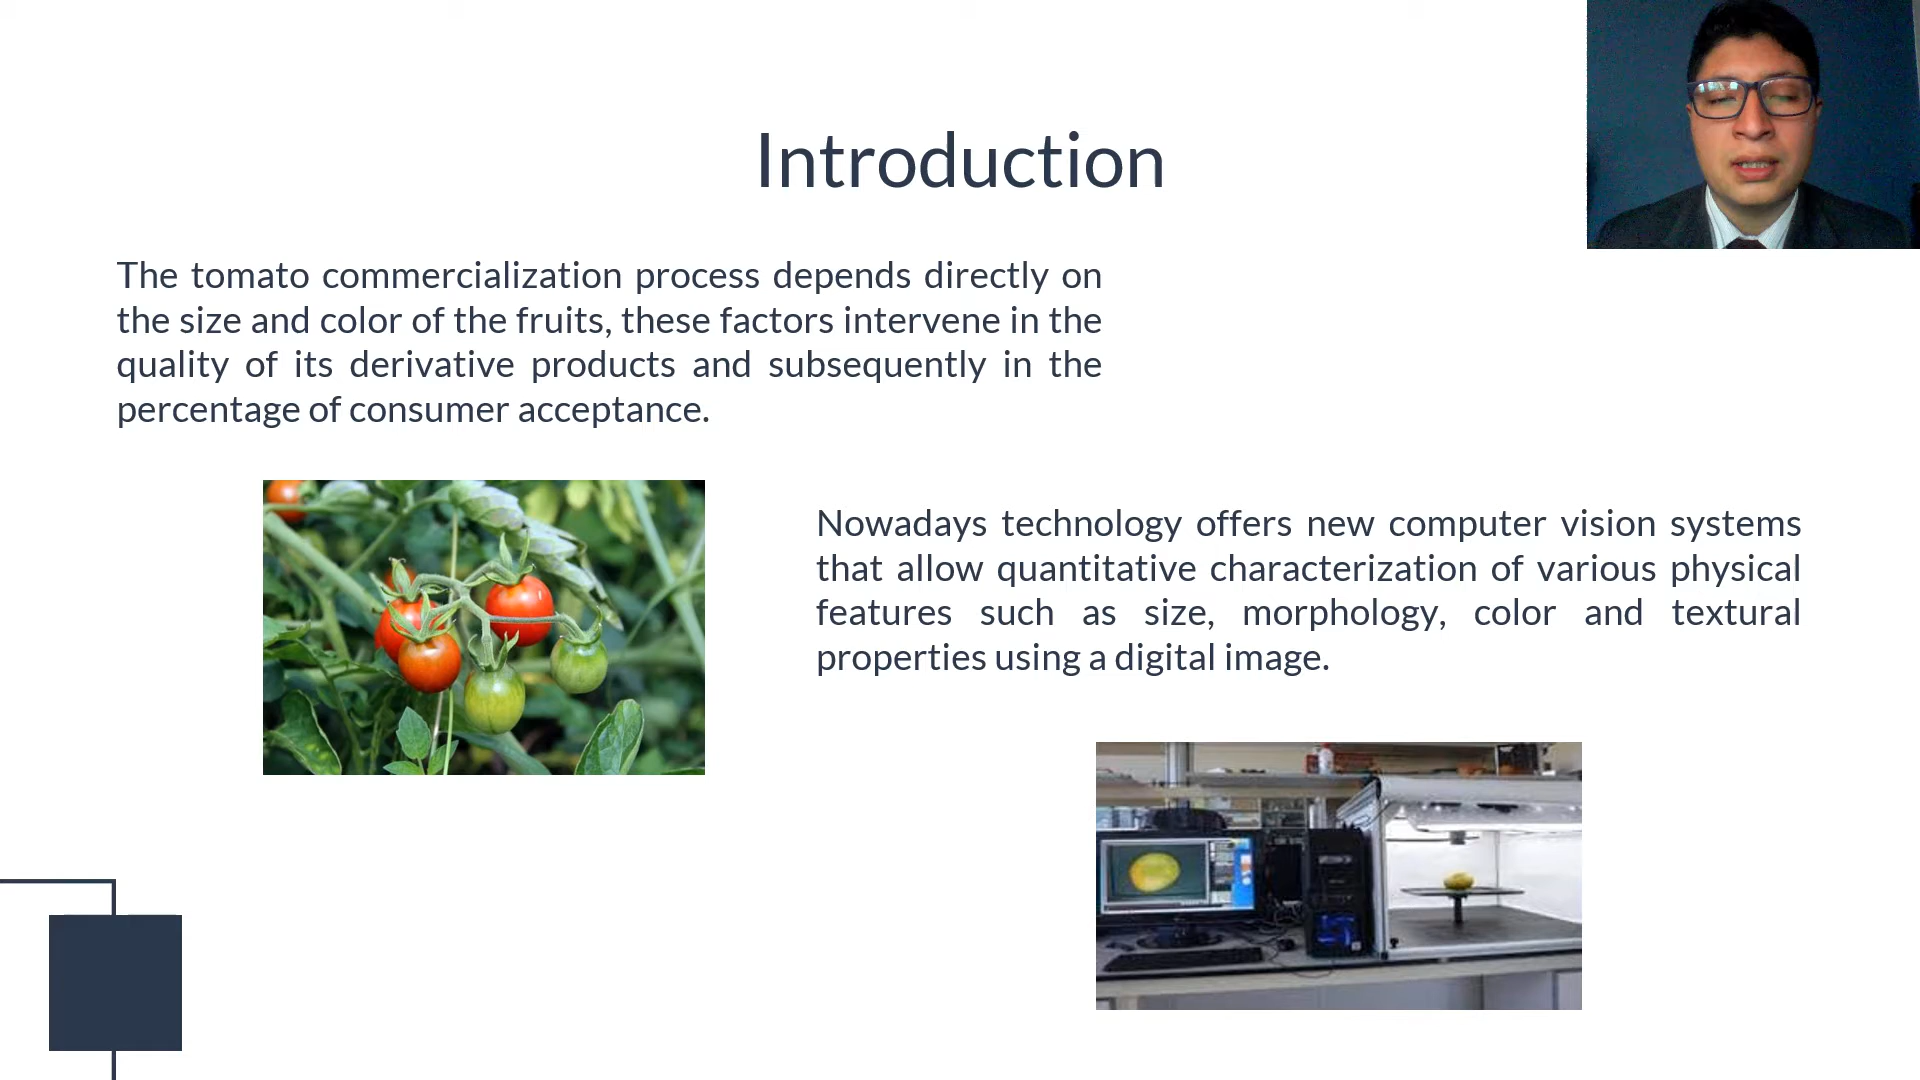 Introduction
The tomato commercialization process depends directly on
the size and color of the fruits, these factors intervene in the
quality of its derivative products and subsequently in the
percentage of consumer acceptance.
Nowadays technology offers new computer vision systems
that allow quantitative characterization of various physical
features such as size, morphology, color and textural
properties using a digital image.